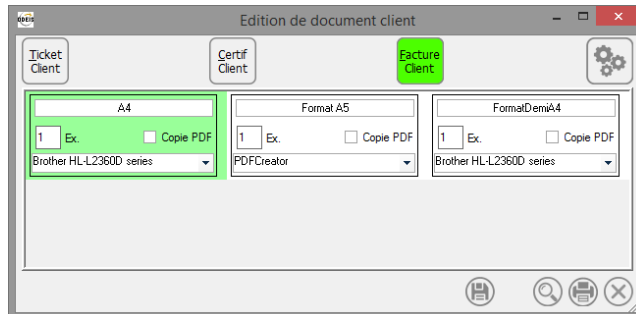 ODEIS
Edition de document client
Ticket
Client
Certif
Client
Facture
Client
A4
Format A5
FormatDemiA4
1 Ex. Copie PDF
1 Ex. Copie PDF
1 Ex. Copie PDF
Brother HL-L2360D series
PDFCreator
Brother HL-L2360D series